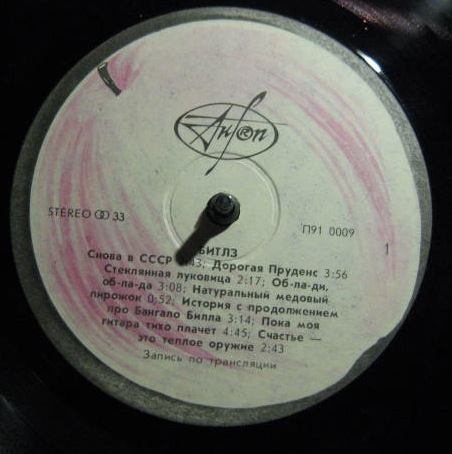 АнТроп
STEREO 33
П91 0009
1
БИТЛЗ
Снова в СССР :43; Дорогая Пруденс 3:56
Стеклянная луковица 2:17; Об-ла-ди,
об-ла-да 3:08; Натуральный медовый
пирожок 0:52; История с продолжением
про Бангало Билла 3:14; Пока моя
гитара тихо плачет 4:45; Счастье —
это теплое оружие 2:43
Запись по трансляции